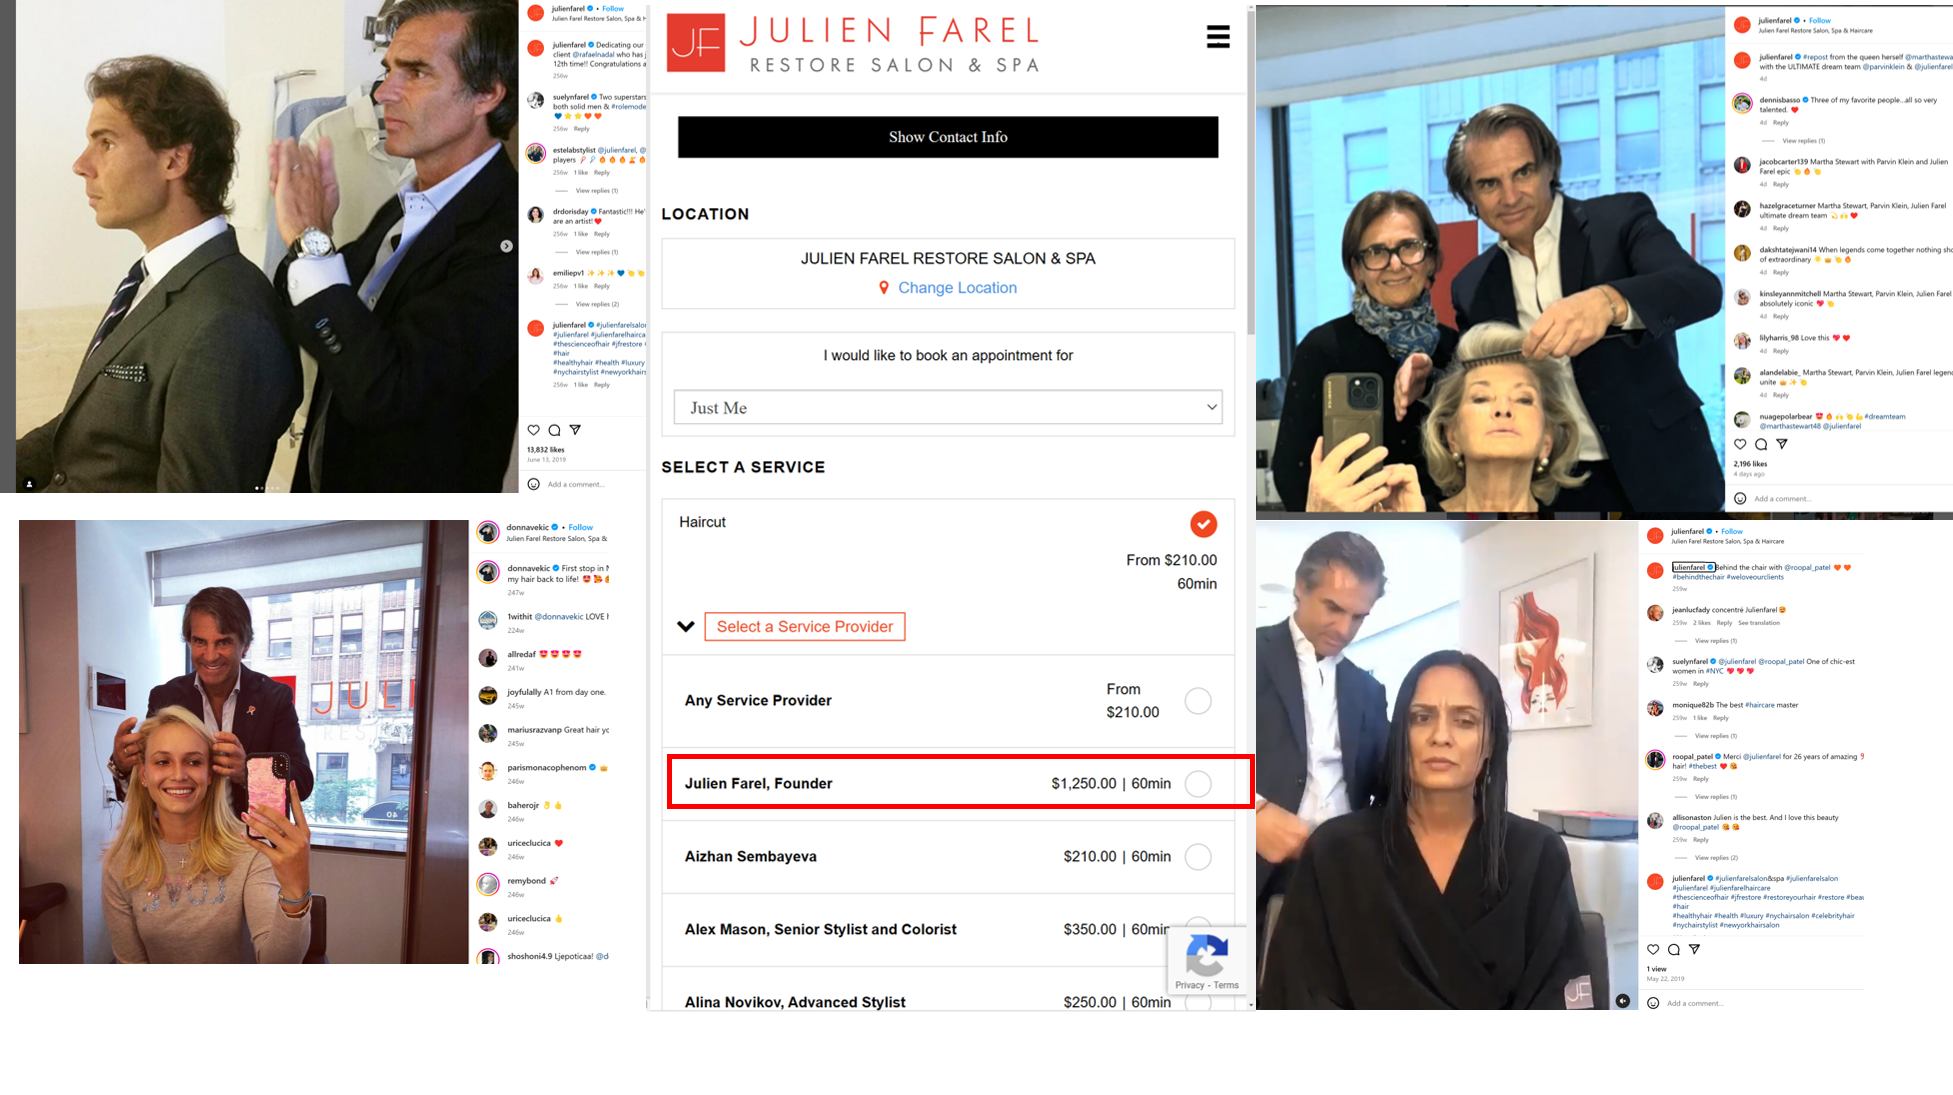 julienfarel • Follow
Julien Farel Restore Salon, Spa & H
julienfarel Dedicating our
client @rafaelnadal who has j
12th time!! Congratulations a
256w
suelynfarel Two superstars
both solid men & #rolemode
💙⭐⭐🧡🧡
256w Reply
estelabstylist @julienfarel, @
players
256w 1 like Reply
View replies (1)
drdorisday Fantastic!!! He'
are an artist!❤️
256w 1 like Reply
View replies (1)
emiliepv1 ✨✨✨💙👏👏
256w 1 like Reply
View replies (2)
julienfarel #julienfarelsalon
#julienfarel #julienfarelhairca
#thescienceofhair #jfrestore
#hair
#healthyhair #health #luxury
#nychairstylist #newyorkhairs
256w 1 like Reply
13,832 likes
June 13, 2019
Add a comment...
donnavekic • Follow
Julien Farel Restore Salon, Spa &
donnavekic First stop in
my hair back to life!
247w
1withit @donnavekic LOVE
224w
allredaf 😍😍😍😍
241w
joyfulally A1 from day one.
245w
mariusrazvanp Great hair yo
245w
parismonacophenom 👑
246w
baherojr 👌👍
246w
uriceclucica ❤️
246w
remybond 🚀
246w
uriceclucica 👍
246w
shoshoni4.9 Ljepoticaa! @d
JF JULIEN FAREL
RESTORE SALON & SPA
Show Contact Info
LOCATION
JULIEN FAREL RESTORE SALON & SPA
Change Location
I would like to book an appointment for
Just Me
SELECT A SERVICE
Haircut
From $210.00
60min
Select a Service Provider
Any Service Provider From
$210.00
Julien Farel, Founder $1,250.00 | 60min
Aizhan Sembayeva $210.00 | 60min
Alex Mason, Senior Stylist and Colorist $350.00 | 60min
Alina Novikov, Advanced Stylist $250.00 | 60min
Privacy - Terms
julienfarel • Follow
Julien Farel Restore Salon, Spa & Haircare
julienfarel #repost from the queen herself @marthastewa
with the ULTIMATE dream team @parvinklein & @julienfarel
4d
dennisbasso Three of my favorite people...all so very
talented. ❤️
4d Reply
View replies (1)
jacobcarter139 Martha Stewart with Parvin Klein and Julien
Farel epic 👏🔥👏
4d Reply
hazelgraceturner Martha Stewart, Parvin Klein, Julien Farel
ultimate dream team 💫🙌❤️
4d Reply
dakshtatejwani14 When legends come together nothing sho
of extraordinary 🌟👑👏🔥
4d Reply
kinsleyannmitchell Martha Stewart, Parvin Klein, Julien Farel
absolutely iconic 💖👏
4d Reply
lilyharris_98 Love this ❤️❤️
4d Reply
alandelabie_ Martha Stewart, Parvin Klein, Julien Farel legend
unite 👑✨👏
4d Reply
nuagepolarbear 😍🔥🙌👏💪#dreamteam
@marthastewart48 @julienfarel
2,196 likes
4 days ago
Add a comment...
julienfarel • Follow
Julien Farel Restore Salon, Spa & Haircare
julienfarel Behind the chair with @roopal_patel 🧡🧡
#behindthechair #weloveourclients
259w
jeanlucfady concentré Julienfarel😍
259w 2 likes Reply See translation
View replies (1)
suelynfarel @julienfarel @roopal_patel One of chic-est
women in #NYC ❤️❤️❤️
259w Reply
monique82b The best #haircare master
259w 1 like Reply
View replies (1)
roopal_patel Merci @julienfarel for 26 years of amazing
hair! #thebest ❤️😘
259w Reply
View replies (1)
allisonaston Julien is the best. And I love this beauty
@roopal_patel 😘😘
259w Reply
View replies (2)
julienfarel #julienfarelsalon&spa #julienfarelsalon
#julienfarel #julienfarelhaircare
#thescienceofhair #jfrestore #restoreyourhair #restore #beau
#hair
#healthyhair #health #luxury #nychairsalon #celebrityhair
#nychairstylist #newyorkhairsalon
1 view
May 22, 2019
Add a comment...
JF
JUL
RES
40